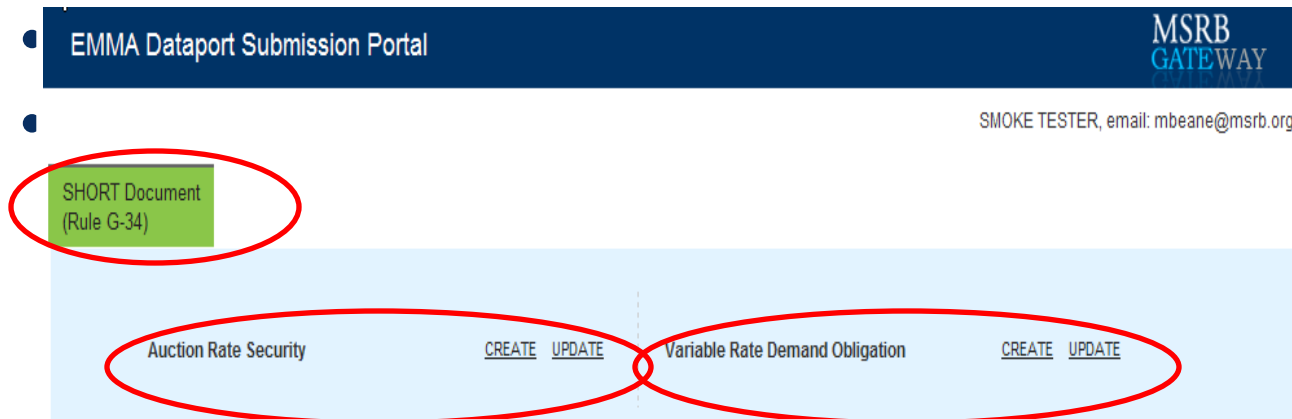 EMMA Dataport Submission Portal
MSRB
GATEWAY
SMOKE TESTER, email: mbeane@msrb.org
SHORT Document
(Rule G-34)
Auction Rate Security CREATE UPDATE Variable Rate Demand Obligation CREATE UPDATE